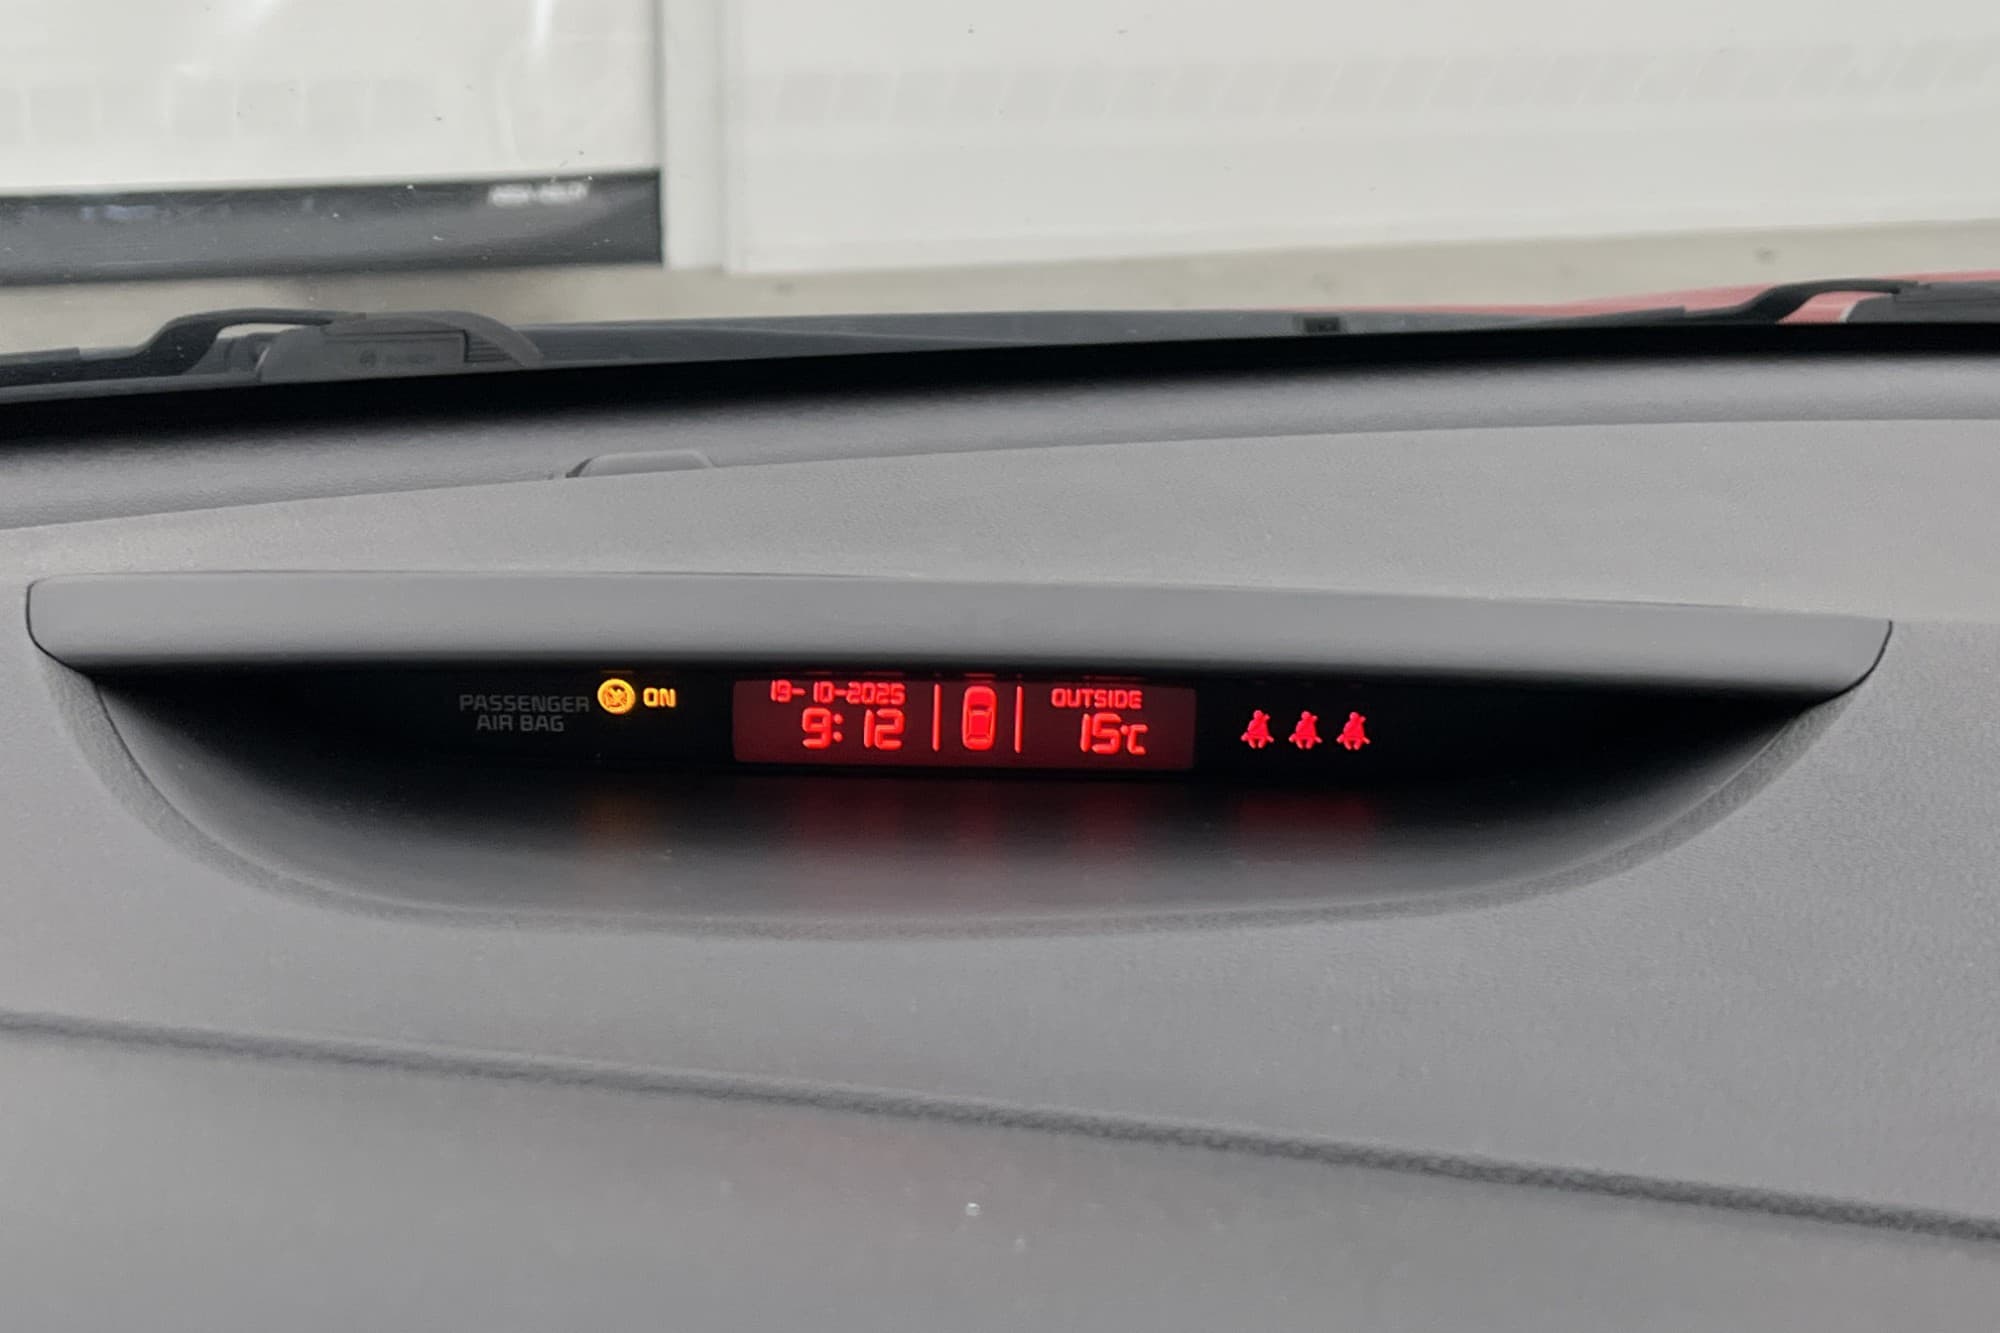 PASSENGER
AIR BAG
ON
19-10-2025
9:12
OUTSIDE
15°C